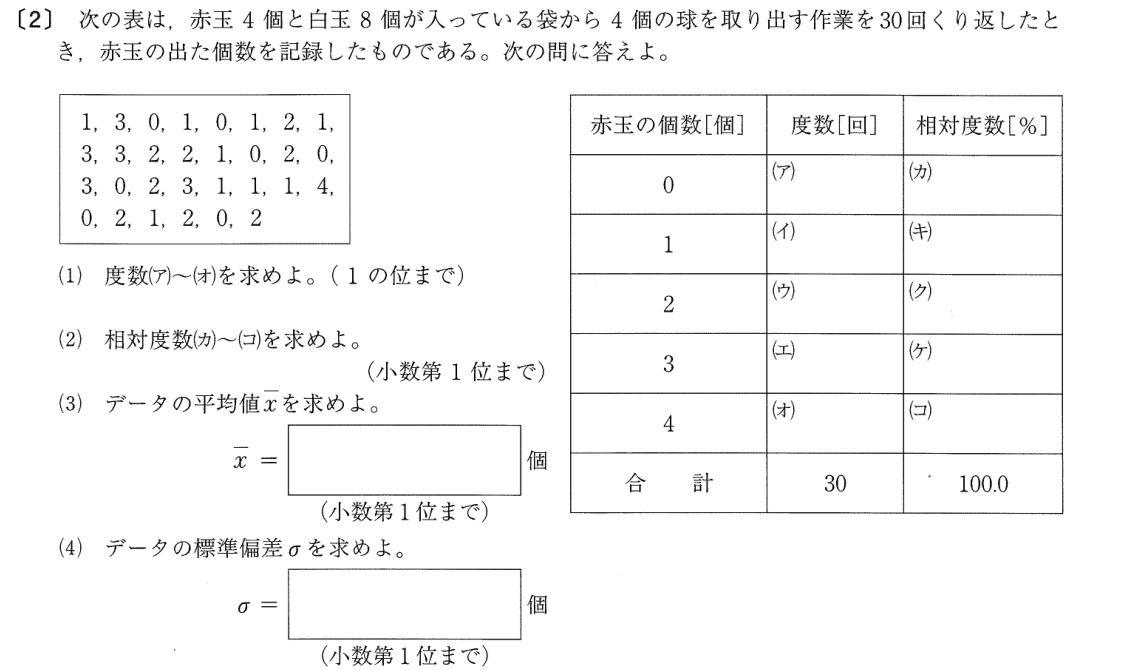 〔2〕 次の表は，赤玉 4 個と白玉 8 個が入っている袋から 4 個の球を取り出す作業を30回くり返したと
き，赤玉の出た個数を記録したものである。次の問に答えよ。
1, 3, 0, 1, 0, 1, 2, 1,
3, 3, 2, 2, 1, 0, 2, 0,
3, 0, 2, 3, 1, 1, 1, 4,
0, 2, 1, 2, 0, 2
(1) 度数(ア)～(オ)を求めよ。( 1 の位まで)
(2) 相対度数(カ)～(コ)を求めよ。
(小数第 1 位まで)
(3) データの平均値x̄を求めよ。
x̄ = 個
(小数第1位まで)
(4) データの標準偏差σを求めよ。
σ = 個
(小数第1位まで)
赤玉の個数[個] 度数[回] 相対度数[%]
0 (ア) (カ)
1 (イ) (キ)
2 (ウ) (ク)
3 (エ) (ケ)
4 (オ) (コ)
合 計 30 100.0